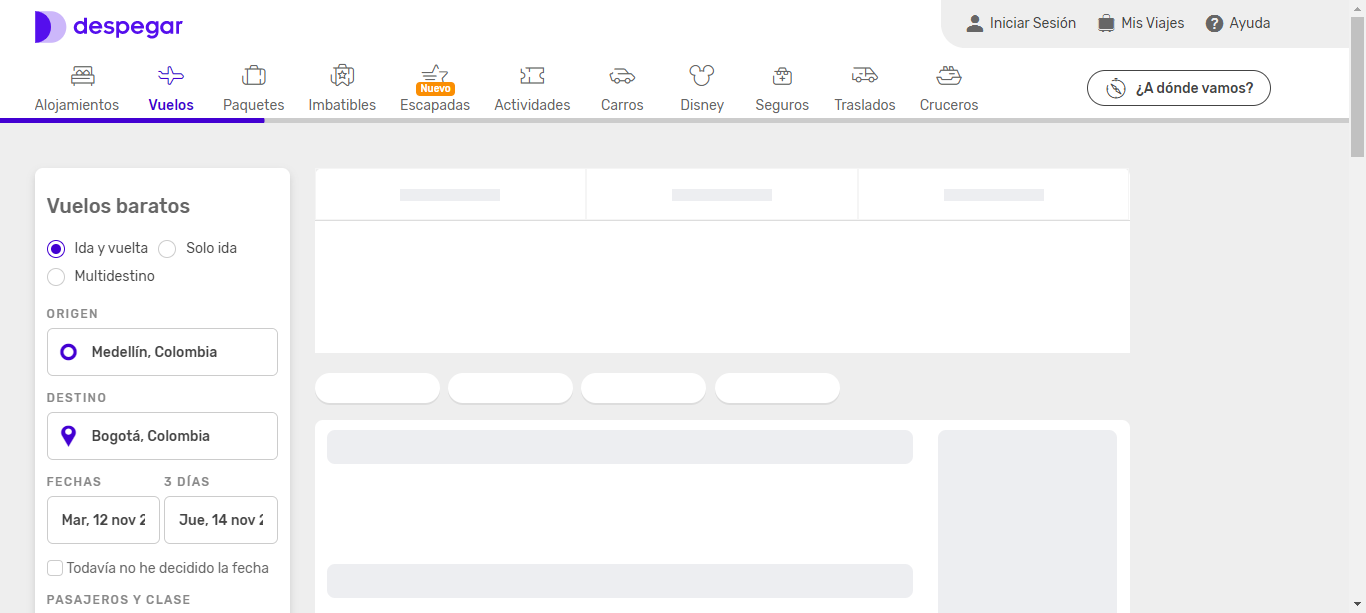 despegar
Iniciar Sesión
Mis Viajes
Ayuda
Alojamientos
Vuelos
Paquetes
Imbatibles
Nuevo
Escapadas
Actividades
Carros
Disney
Seguros
Traslados
Cruceros
¿A dónde vamos?
Vuelos baratos
Ida y vuelta
Solo ida
Multidestino
ORIGEN
Medellín, Colombia
DESTINO
Bogotá, Colombia
FECHAS
3 DÍAS
Mar, 12 nov 2
Jue, 14 nov 2
Todavía no he decidido la fecha
PASAJEROS Y CLASE